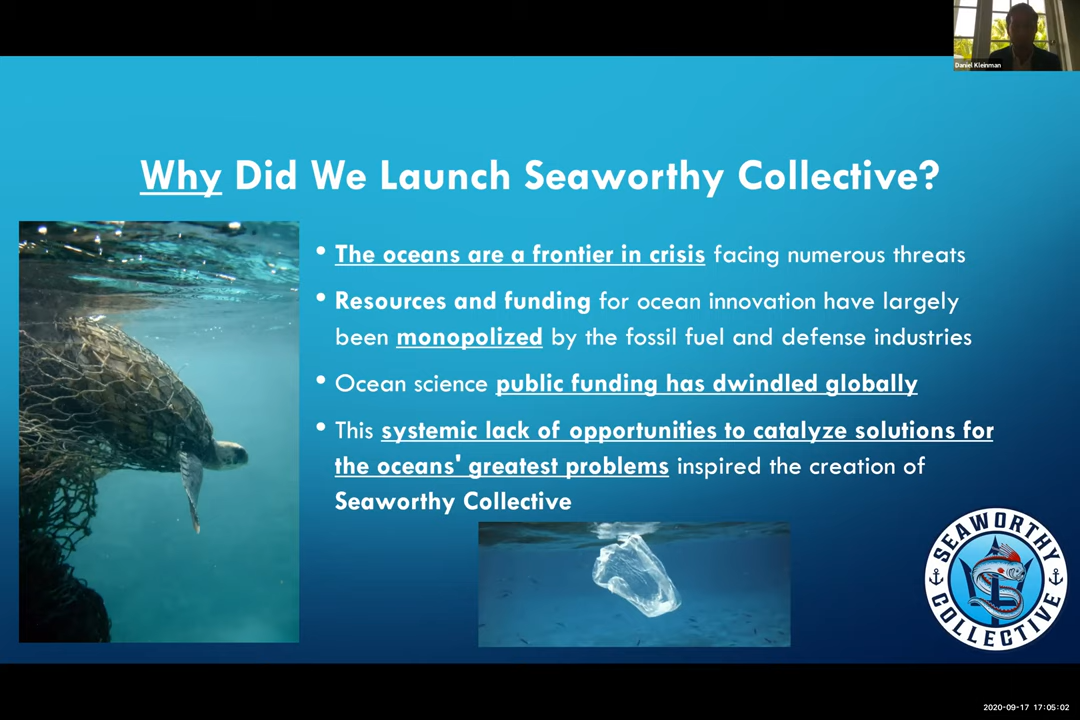 Daniel Kleinman
Why Did We Launch Seaworthy Collective?
• The oceans are a frontier in crisis facing numerous threats
• Resources and funding for ocean innovation have largely
been monopolized by the fossil fuel and defense industries
• Ocean science public funding has dwindled globally
• This systemic lack of opportunities to catalyze solutions for
the oceans' greatest problems inspired the creation of
Seaworthy Collective
SEAWORTHY
COLLECTIVE
2020-09-17 17:05:02